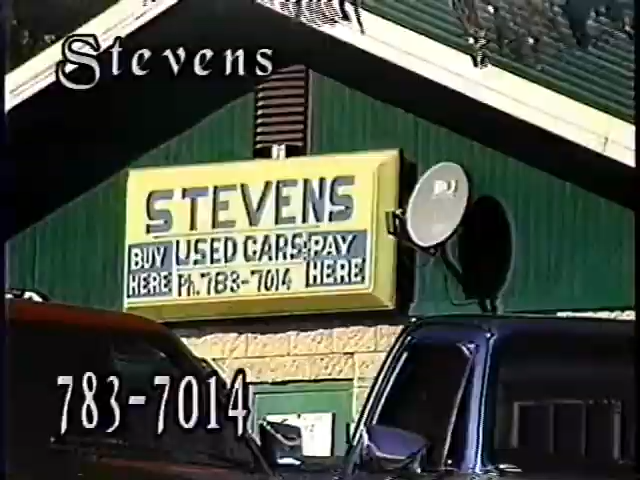 Stevens
STEVENS
BUY HERE USED CARS PAY HERE
Ph. 783-7014
783-7014